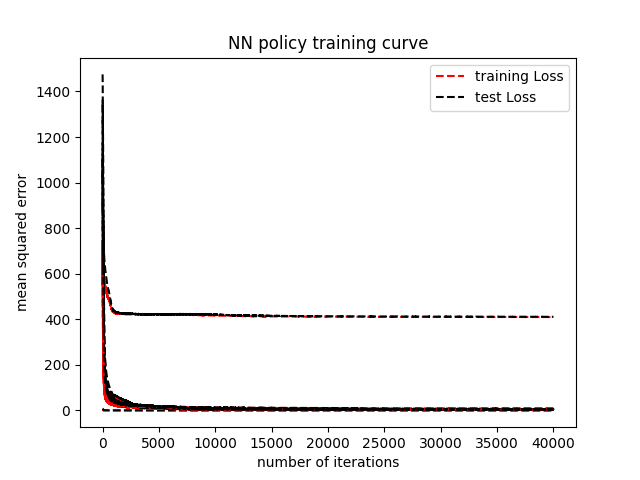 NN policy training curve
training Loss
test Loss
mean squared error
1400
1200
1000
800
600
400
200
0
0 5000 10000 15000 20000 25000 30000 35000 40000
number of iterations